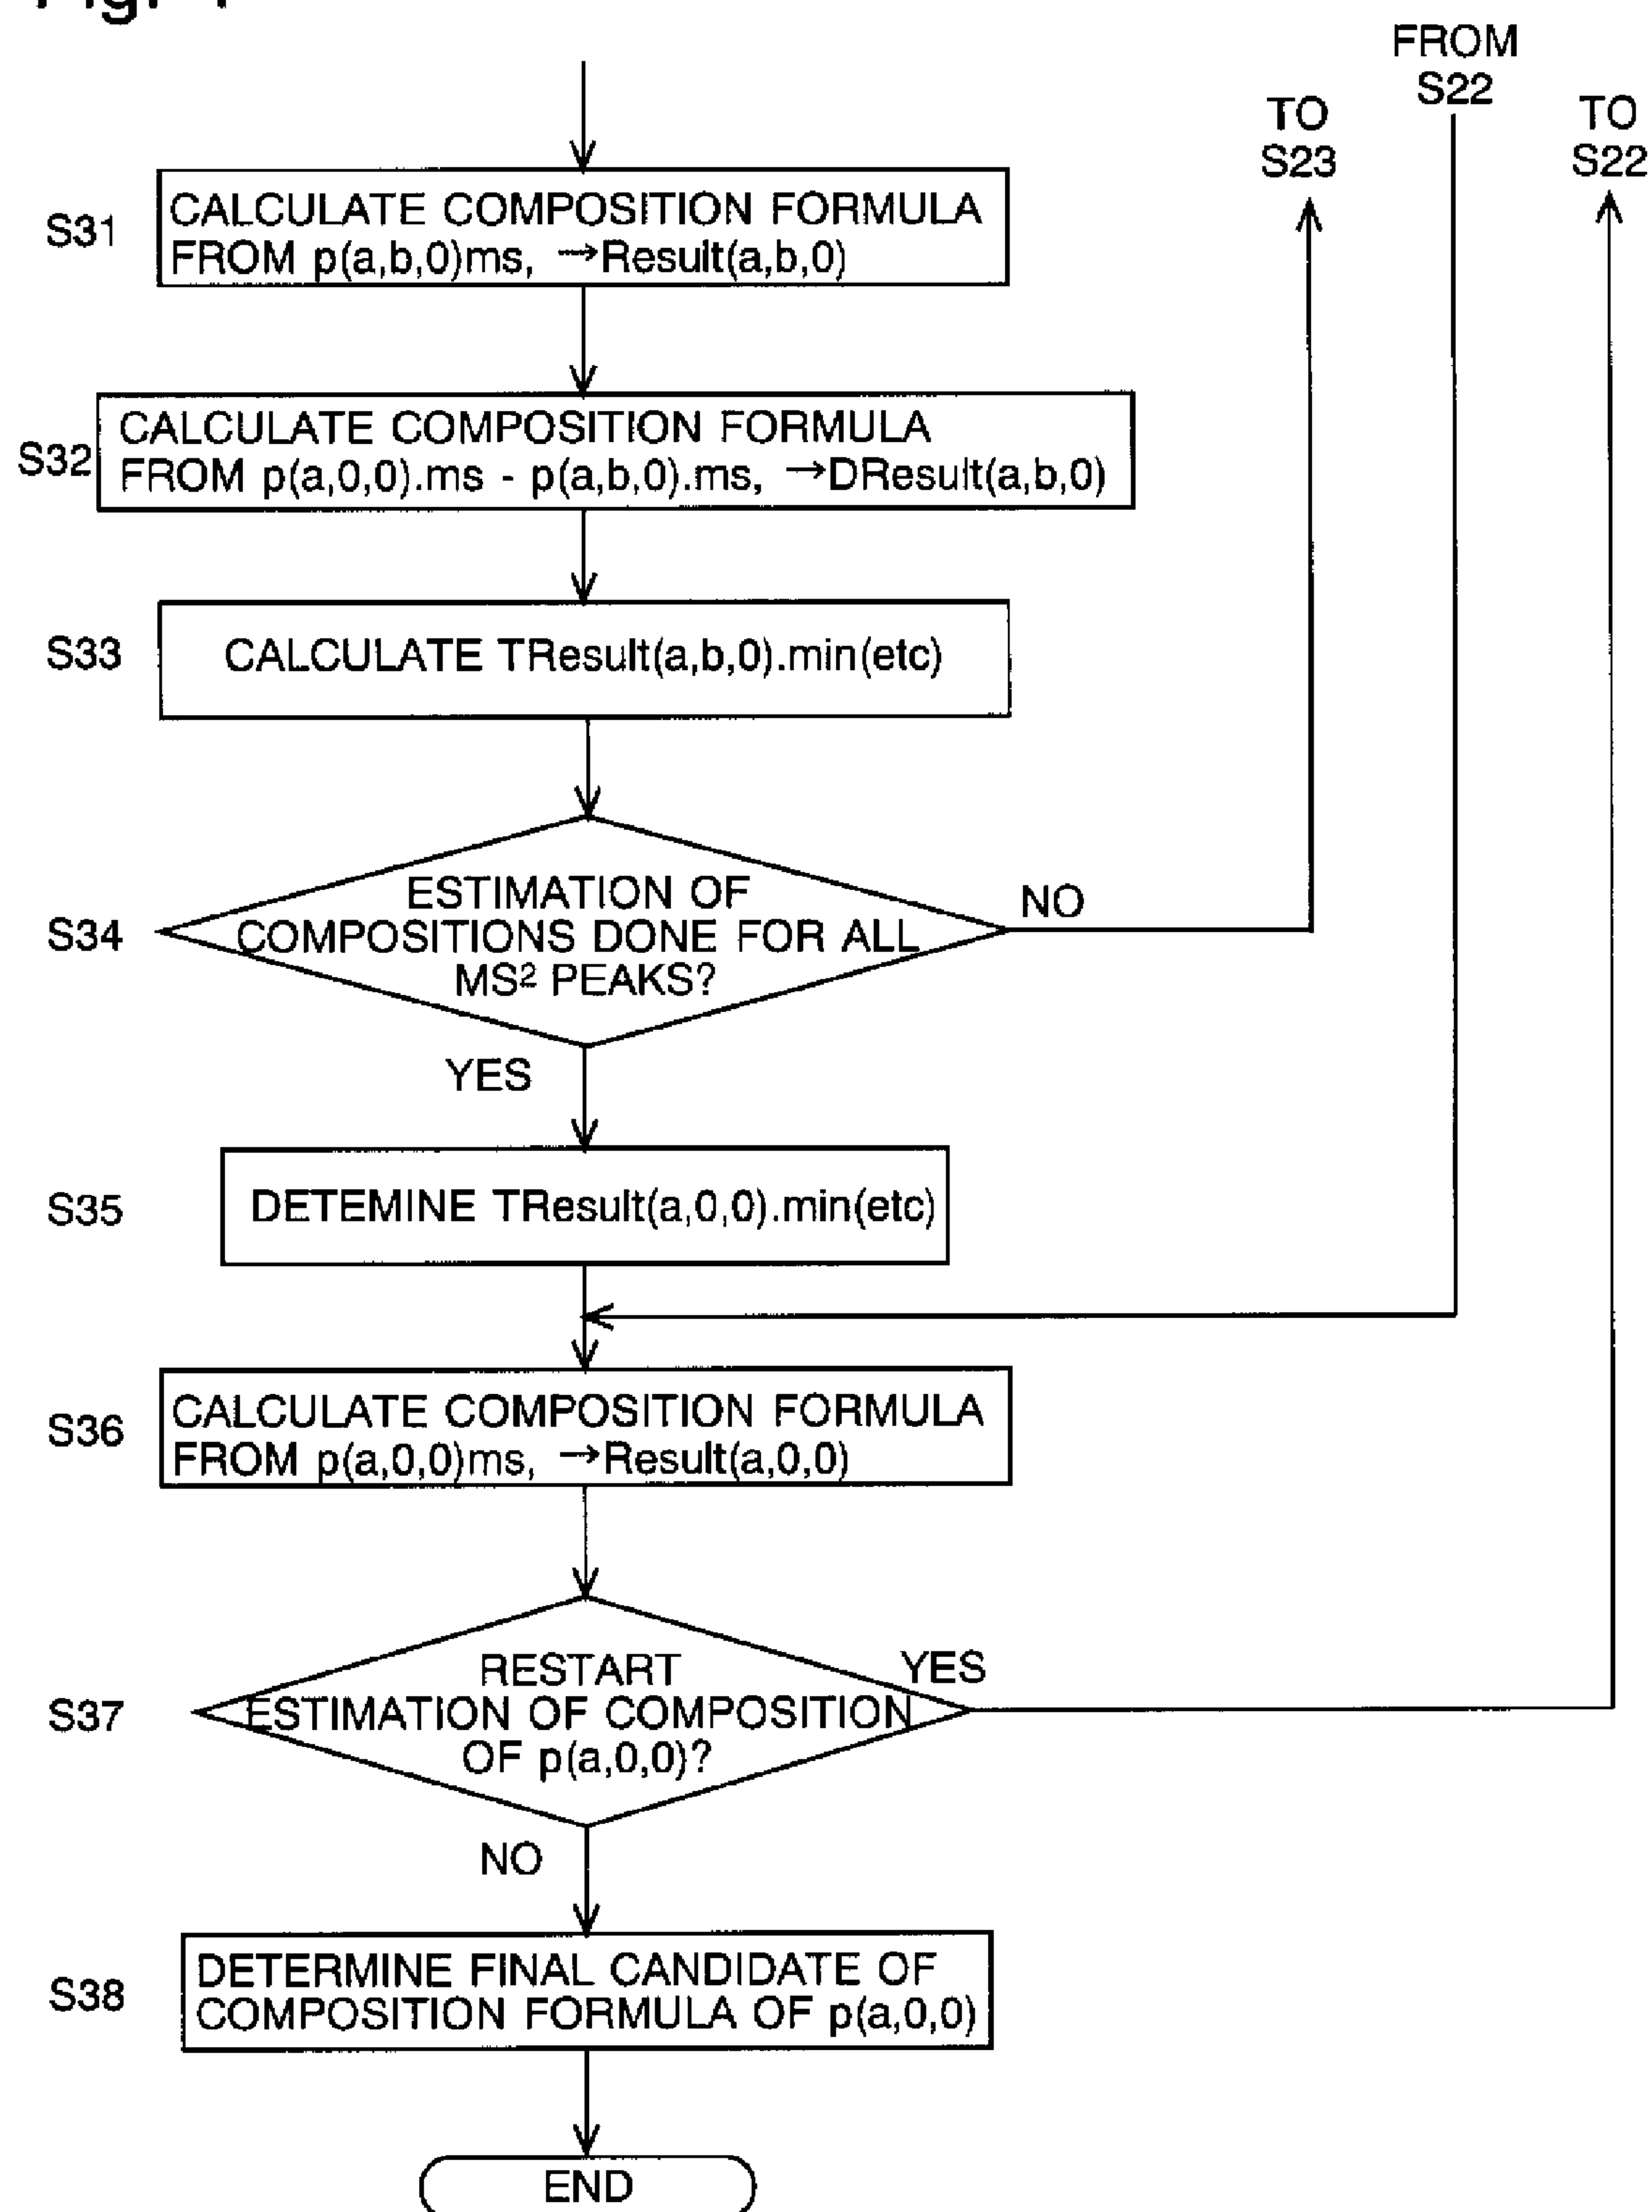 FROM
S22
TO
S23
TO
S22
S31
CALCULATE COMPOSITION FORMULA
FROM p(a,b,0)ms, →Result(a,b,0)
S32
CALCULATE COMPOSITION FORMULA
FROM p(a,0,0).ms - p(a,b,0).ms, →DResult(a,b,0)
S33
CALCULATE TResult(a,b,0).min(etc)
S34
ESTIMATION OF
COMPOSITIONS DONE FOR ALL
MS² PEAKS?
NO
YES
S35
DETEMINE TResult(a,0,0).min(etc)
S36
CALCULATE COMPOSITION FORMULA
FROM p(a,0,0)ms, →Result(a,0,0)
S37
RESTART
ESTIMATION OF COMPOSITION
OF p(a,0,0)?
YES
NO
S38
DETERMINE FINAL CANDIDATE OF
COMPOSITION FORMULA OF p(a,0,0)
END